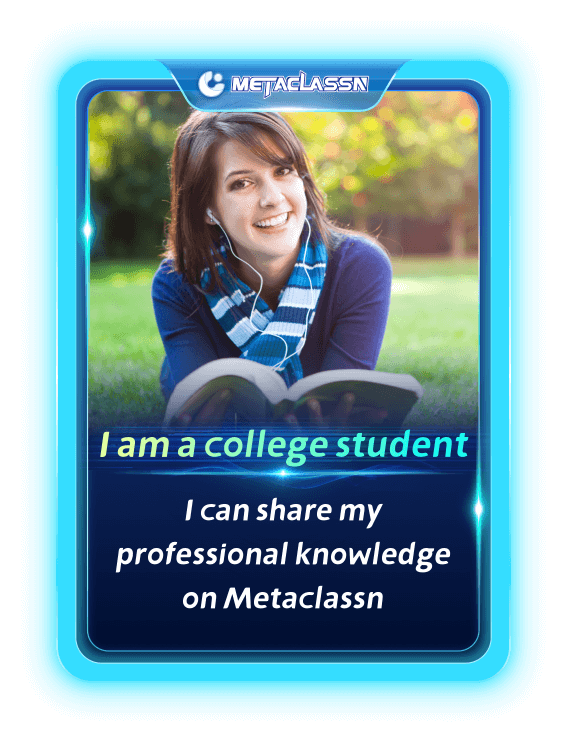 METACLASSN
I am a college student
I can share my
professional knowledge
on Metaclassn